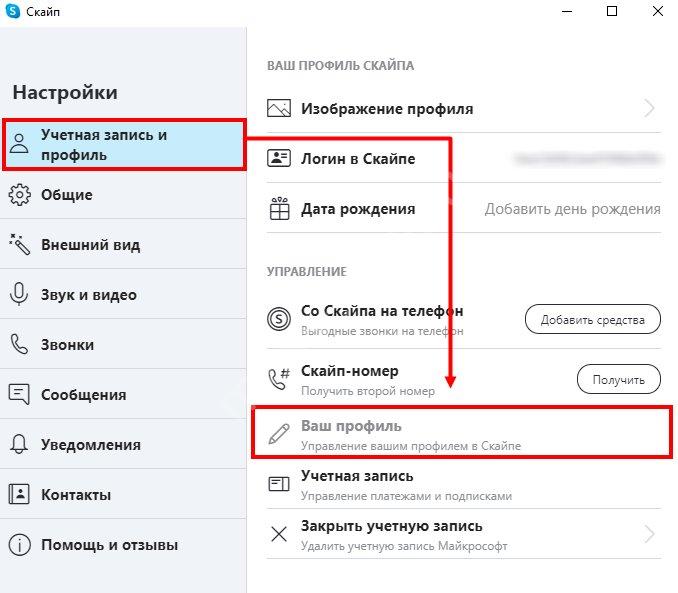 Скайп
Настройки
Учетная запись и
профиль
Общие
Внешний вид
Звук и видео
Звонки
Сообщения
Уведомления
Контакты
Помощь и отзывы
ВАШ ПРОФИЛЬ СКАЙПА
Изображение профиля
Логин в Скайпе
Дата рождения Добавить день рождения
УПРАВЛЕНИЕ
Со Скайпа на телефон
Выгодные звонки на телефон
Добавить средства
Скайп-номер
Получить второй номер
Получить
Ваш профиль
Управление вашим профилем в Скайпе
Учетная запись
Управление платежами и подписками
Закрыть учетную запись
Удалить учетную запись Майкрософт